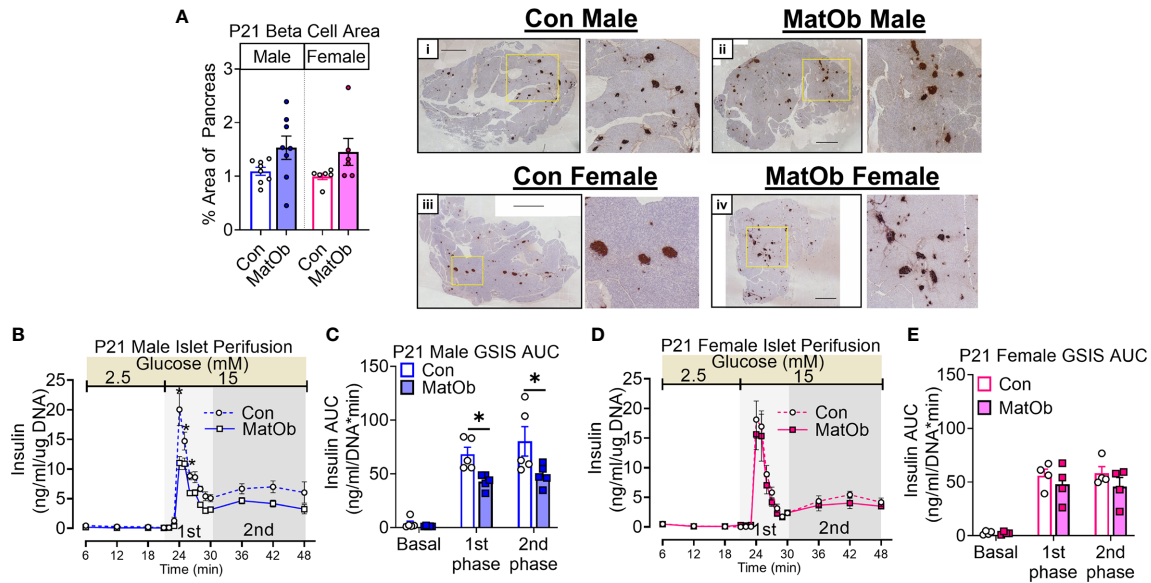 A
P21 Beta Cell Area
Male Female
% Area of Pancreas
3
2
1
0
Con
MatOb
Con
MatOb
Con Male
MatOb Male
i
ii
Con Female
MatOb Female
iii
iv
B
P21 Male Islet Perifusion
Glucose (mM)
2.5 15
Insulin
(ng/ml/ug DNA)
25
20
15
10
5
0
*
*
*
Con
MatOb
1st 2nd
6 12 18 24 30 36 42 48
Time (min)
C
P21 Male GSIS AUC
Con
MatOb
Insulin AUC
(ng/ml/DNA*min)
150
100
50
0
*
*
Basal 1st phase 2nd phase
D
P21 Female Islet Perifusion
Glucose (mM)
2.5 15
Insulin
(ng/ml/ug DNA)
25
20
15
10
5
0
Con
MatOb
1st 2nd
6 12 18 24 30 36 42 48
Time (min)
E
P21 Female GSIS AUC
Con
MatOb
Insulin AUC
(ng/ml/DNA*min)
150
100
50
0
Basal 1st phase 2nd phase